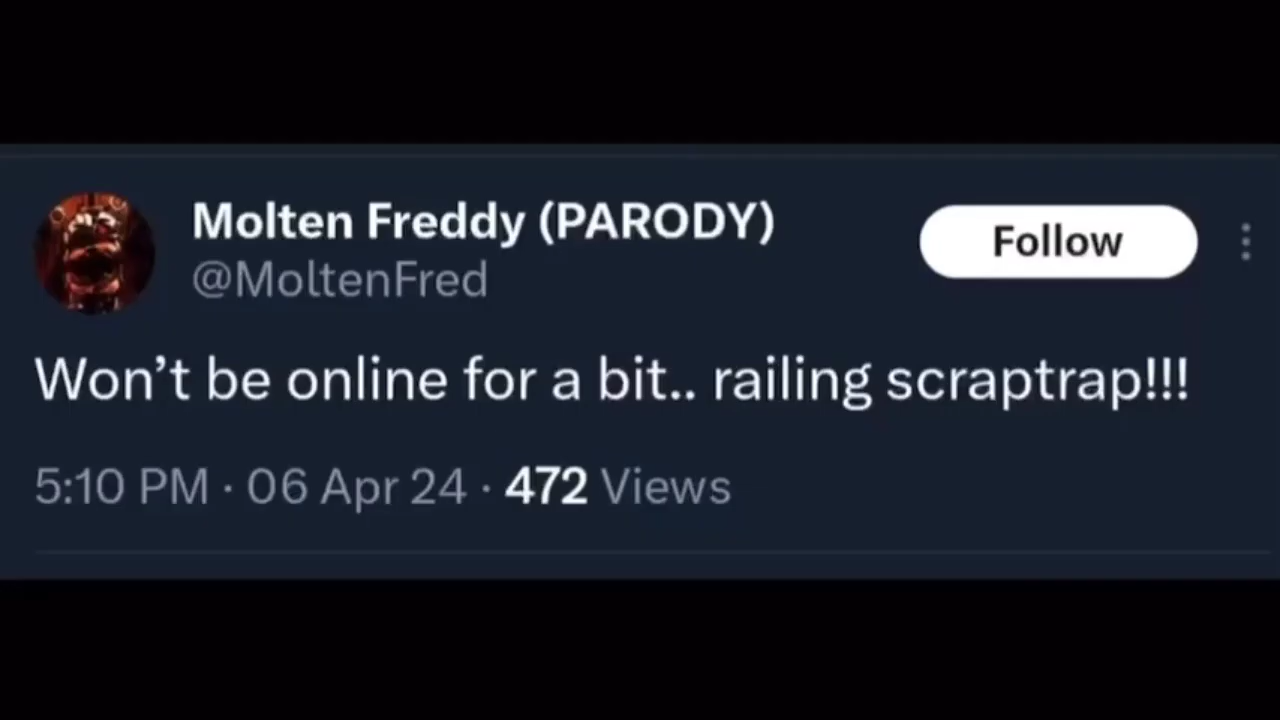 Molten Freddy (PARODY)
@MoltenFred
Follow
Won’t be online for a bit.. railing scraptrap!!!
5:10 PM · 06 Apr 24 · 472 Views